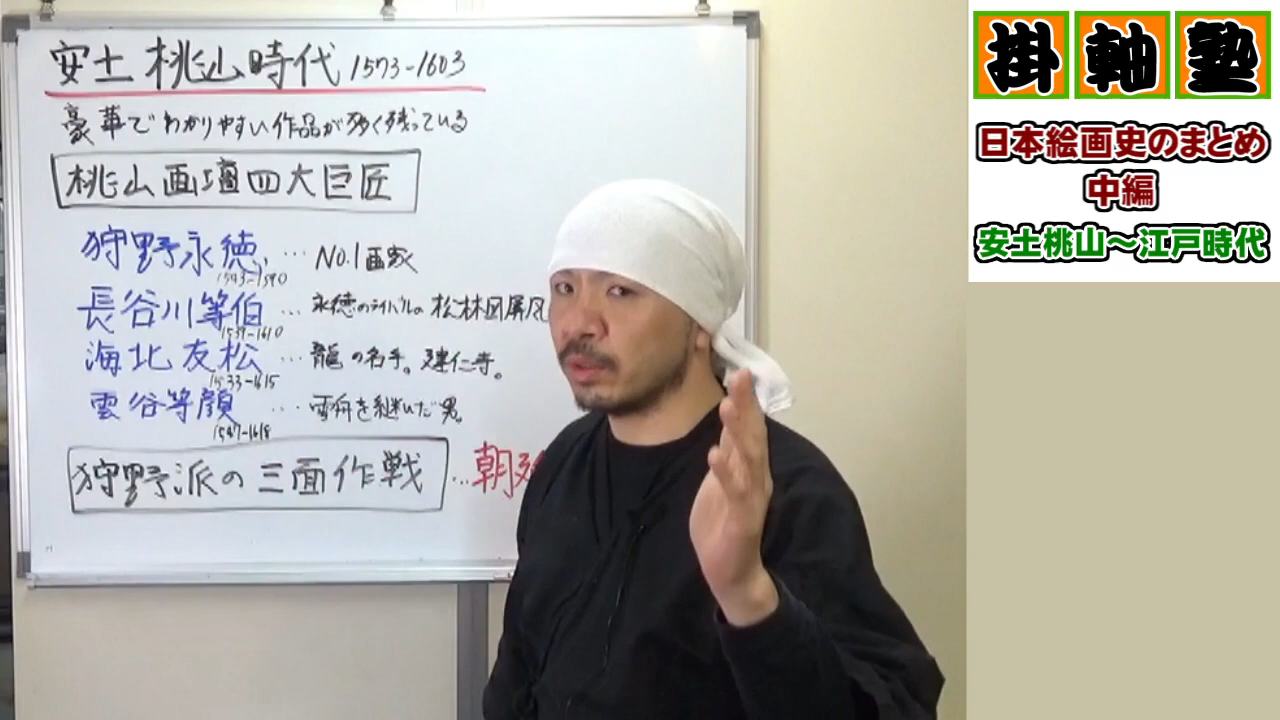 安土桃山時代 1573-1603
豪華でわかりやすい作品が多く残っている
桃山画壇四大巨匠
狩野永徳 … NO.1画家
1543-1590
長谷川等伯 … 永徳のライバル。松林図屏風
1539-1610
海北友松 … 龍の名手。建仁寺。
1533-1615
雲谷等顔 … 雪舟を継いだ男。
1547-1618
狩野派の三面作戦 … 朝廷
掛軸塾
日本絵画史のまとめ
中編
安土桃山～江戸時代